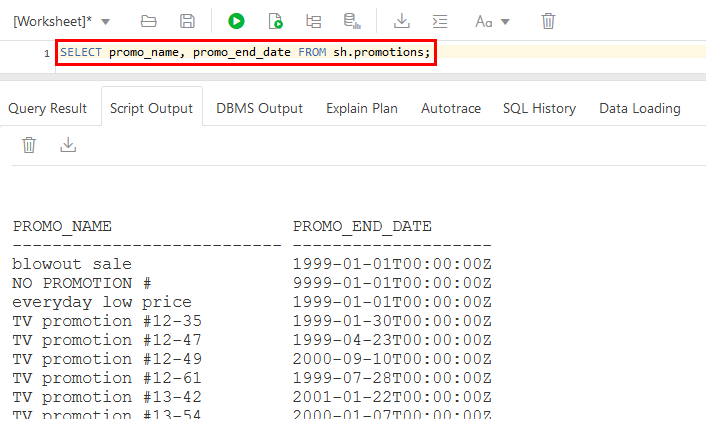 [Worksheet]*
Aa
1 SELECT promo_name, promo_end_date FROM sh.promotions;
Query Result Script Output DBMS Output Explain Plan Autotrace SQL History Data Loading
PROMO_NAME PROMO_END_DATE
--------------------------- --------------------
blowout sale 1999-01-01T00:00:00Z
NO PROMOTION # 9999-01-01T00:00:00Z
everyday low price 1999-01-01T00:00:00Z
TV promotion #12-35 1999-01-30T00:00:00Z
TV promotion #12-47 1999-04-23T00:00:00Z
TV promotion #12-49 2000-09-10T00:00:00Z
TV promotion #12-61 1999-07-28T00:00:00Z
TV promotion #13-42 2001-01-22T00:00:00Z
TV promotion #13-54 2000-01-07T00:00:00Z